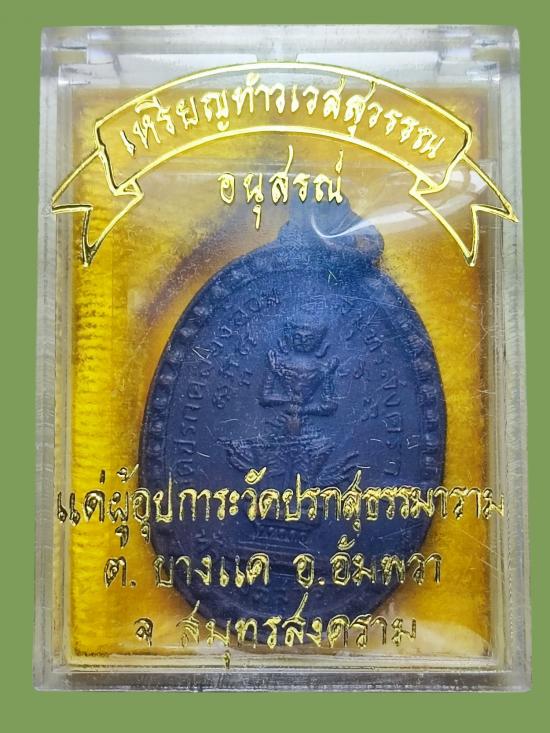 เหรียญท้าวเวสสุวรรณ
อนุสรณ์
แด่ผู้อุปการะวัดปรกสุธรรมาราม
ต. บางแค อ.อัมพวา
จ สมุทรสงคราม